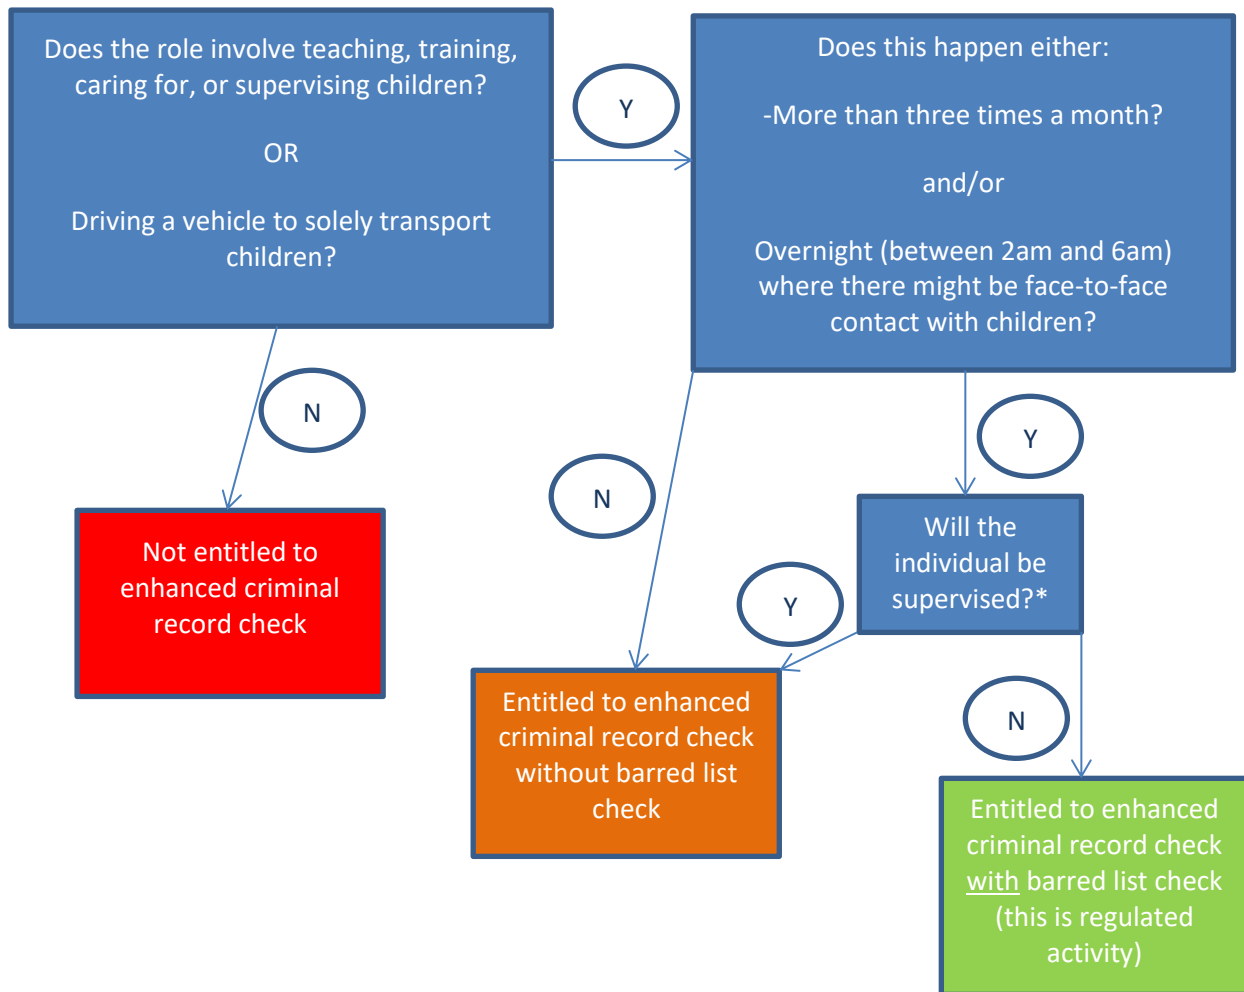 Does the role involve teaching, training,
caring for, or supervising children?
OR
Driving a vehicle to solely transport
children?
Y
Does this happen either:
-More than three times a month?
and/or
Overnight (between 2am and 6am)
where there might be face-to-face
contact with children?
N
Y
N
Not entitled to
enhanced criminal
record check
Will the
individual be
supervised?*
Y
N
Entitled to enhanced
criminal record check
without barred list
check
Entitled to enhanced
criminal record check
with barred list check
(this is regulated
activity)